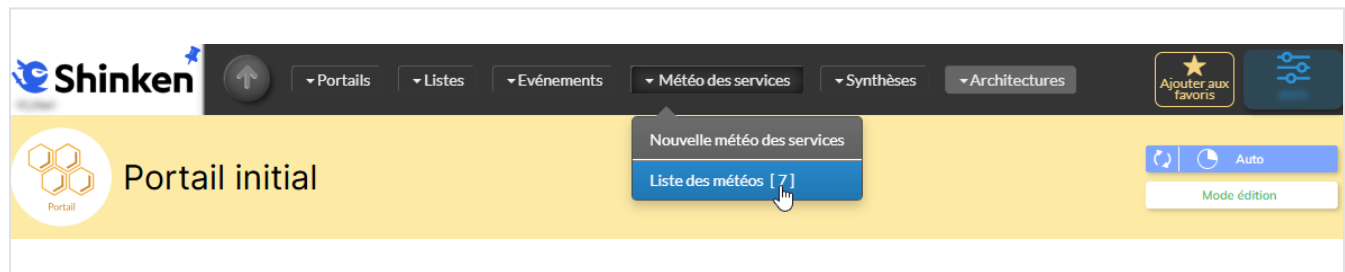 Shinken
Portails
Listes
Evénements
Météo des services
Synthèses
Architectures
Ajouter aux
favoris
Nouvelle météo des services
Liste des météos [ 7 ]
Portail
Portail initial
Auto
Mode édition